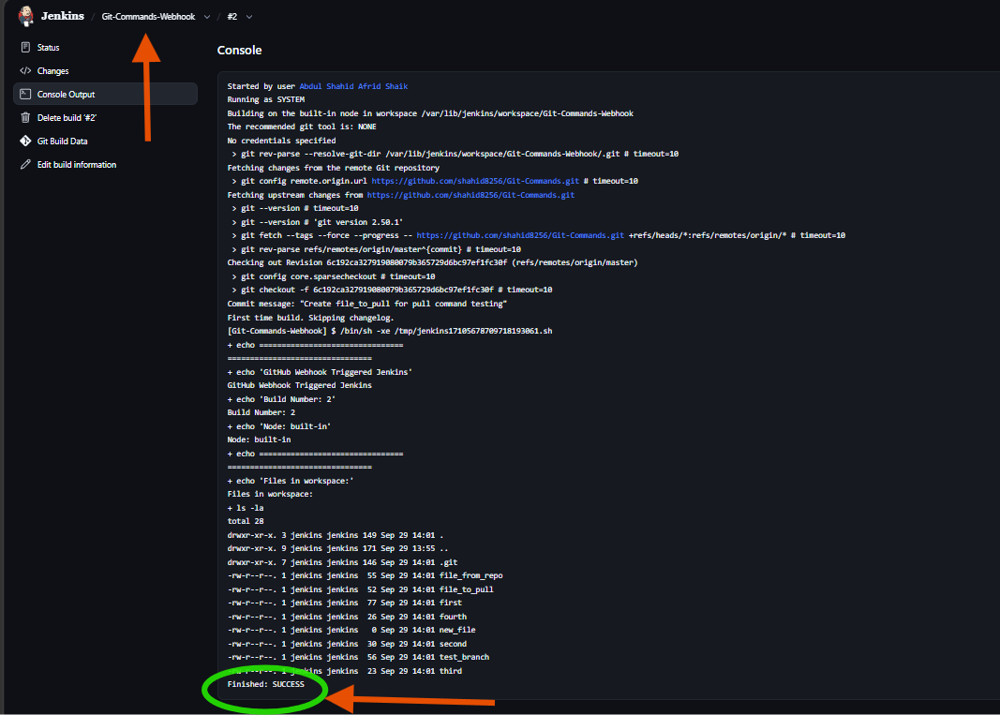 Jenkins / Git-Commands-Webhook / #2
Status
Changes
Console Output
Delete build '#2'
Git Build Data
Edit build information
Console
Started by user Abdul Shahid Afrid Shaik
Running as SYSTEM
Building on the built-in node in workspace /var/lib/jenkins/workspace/Git-Commands-Webhook
The recommended git tool is: NONE
No credentials specified
> git rev-parse --resolve-git-dir /var/lib/jenkins/workspace/Git-Commands-Webhook/.git # timeout=10
Fetching changes from the remote Git repository
> git config remote.origin.url https://github.com/shahid8256/Git-Commands.git # timeout=10
Fetching upstream changes from https://github.com/shahid8256/Git-Commands.git
> git --version # timeout=10
> git --version # 'git version 2.50.1'
> git fetch --tags --force --progress -- https://github.com/shahid8256/Git-Commands.git +refs/heads/*:refs/remotes/origin/* # timeout=10
> git rev-parse refs/remotes/origin/master^{commit} # timeout=10
Checking out Revision 6c192ca327919080079b365729d6bc97ef1fc30f (refs/remotes/origin/master)
> git config core.sparsecheckout # timeout=10
> git checkout -f 6c192ca327919080079b365729d6bc97ef1fc30f # timeout=10
Commit message: "Create file_to_pull for pull command testing"
First time build. Skipping changelog.
[Git-Commands-Webhook] $ /bin/sh -xe /tmp/jenkins17105678709718193061.sh
+ echo ================================
================================
+ echo 'GitHub Webhook Triggered Jenkins'
GitHub Webhook Triggered Jenkins
+ echo 'Build Number: 2'
Build Number: 2
+ echo 'Node: built-in'
Node: built-in
+ echo ================================
================================
+ echo 'Files in workspace:'
Files in workspace:
+ ls -la
total 28
drwxr-xr-x. 3 jenkins jenkins 149 Sep 29 14:01 .
drwxr-xr-x. 9 jenkins jenkins 171 Sep 29 13:55 ..
drwxr-xr-x. 7 jenkins jenkins 146 Sep 29 14:01 .git
-rw-r--r--. 1 jenkins jenkins  55 Sep 29 14:01 file_from_repo
-rw-r--r--. 1 jenkins jenkins  52 Sep 29 14:01 file_to_pull
-rw-r--r--. 1 jenkins jenkins  77 Sep 29 14:01 first
-rw-r--r--. 1 jenkins jenkins  26 Sep 29 14:01 fourth
-rw-r--r--. 1 jenkins jenkins   0 Sep 29 14:01 new_file
-rw-r--r--. 1 jenkins jenkins  30 Sep 29 14:01 second
-rw-r--r--. 1 jenkins jenkins  56 Sep 29 14:01 test_branch
-rw-r--r--. 1 jenkins jenkins  23 Sep 29 14:01 third
Finished: SUCCESS